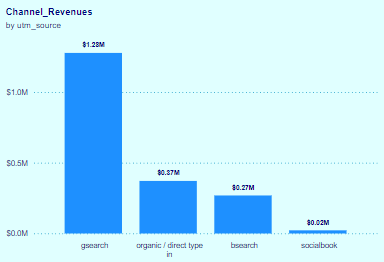 Channel_Revenues
by utm_source
$1.28M
$1.0M
$0.37M
$0.5M
$0.27M
$0.02M
$0.0M
gsearch
organic / direct type
in
bsearch
socialbook